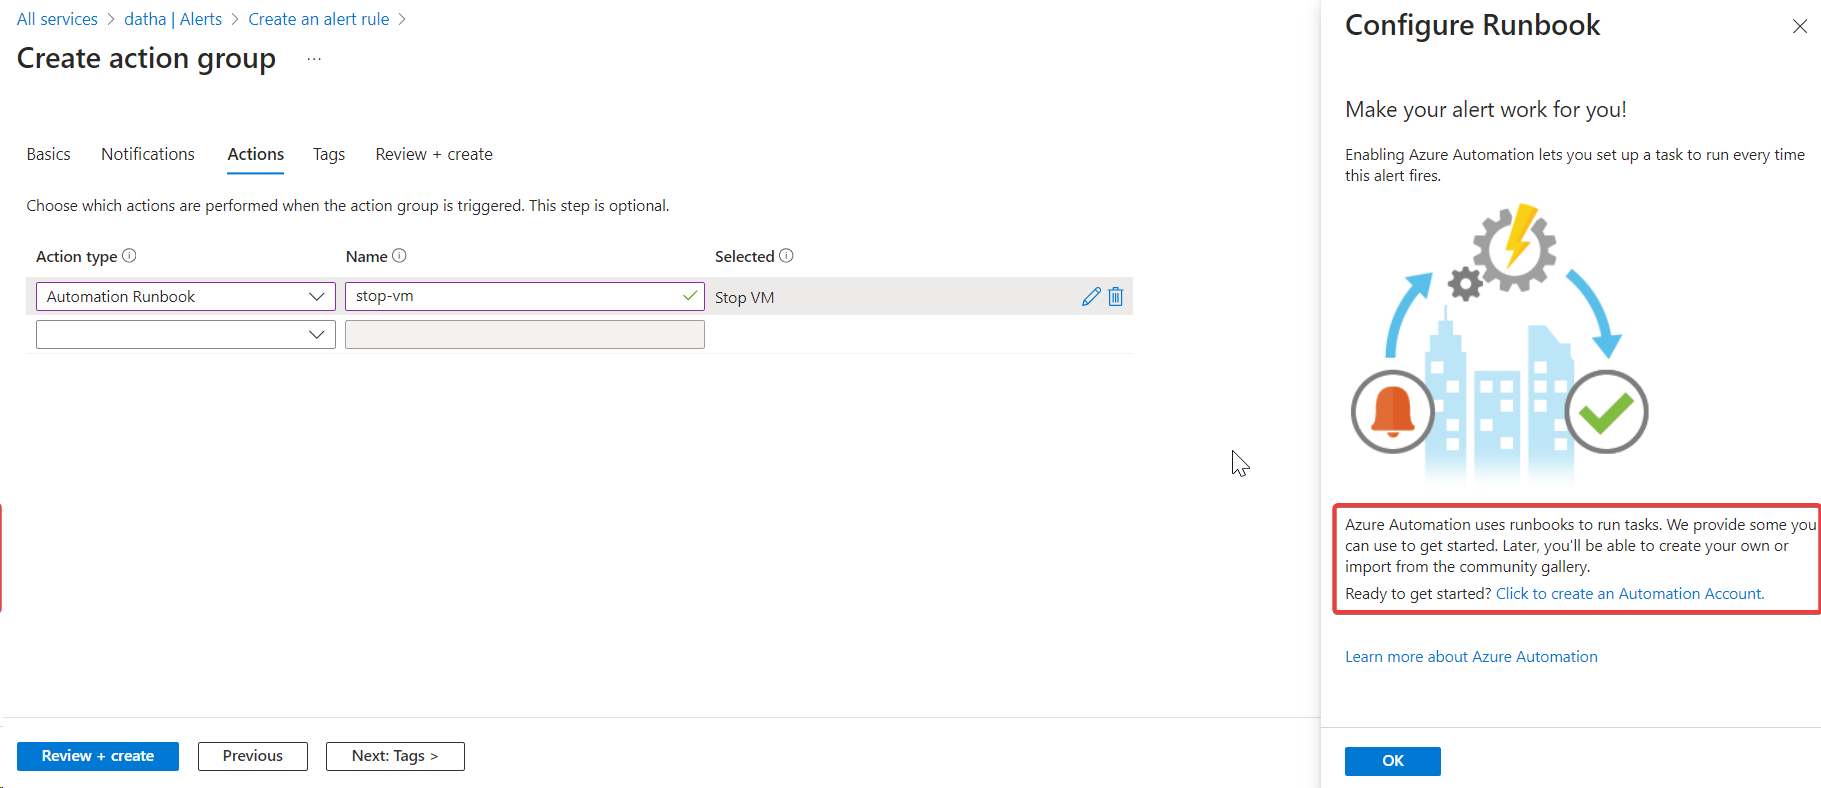 All services > datha | Alerts > Create an alert rule >
Create action group ...
Basics Notifications Actions Tags Review + create
Choose which actions are performed when the action group is triggered. This step is optional.
Action type Name Selected
Automation Runbook stop-vm Stop VM
Review + create Previous Next: Tags >
Configure Runbook
Make your alert work for you!
Enabling Azure Automation lets you set up a task to run every time
this alert fires.
Azure Automation uses runbooks to run tasks. We provide some you
can use to get started. Later, you'll be able to create your own or
import from the community gallery.
Ready to get started? Click to create an Automation Account.
Learn more about Azure Automation
OK